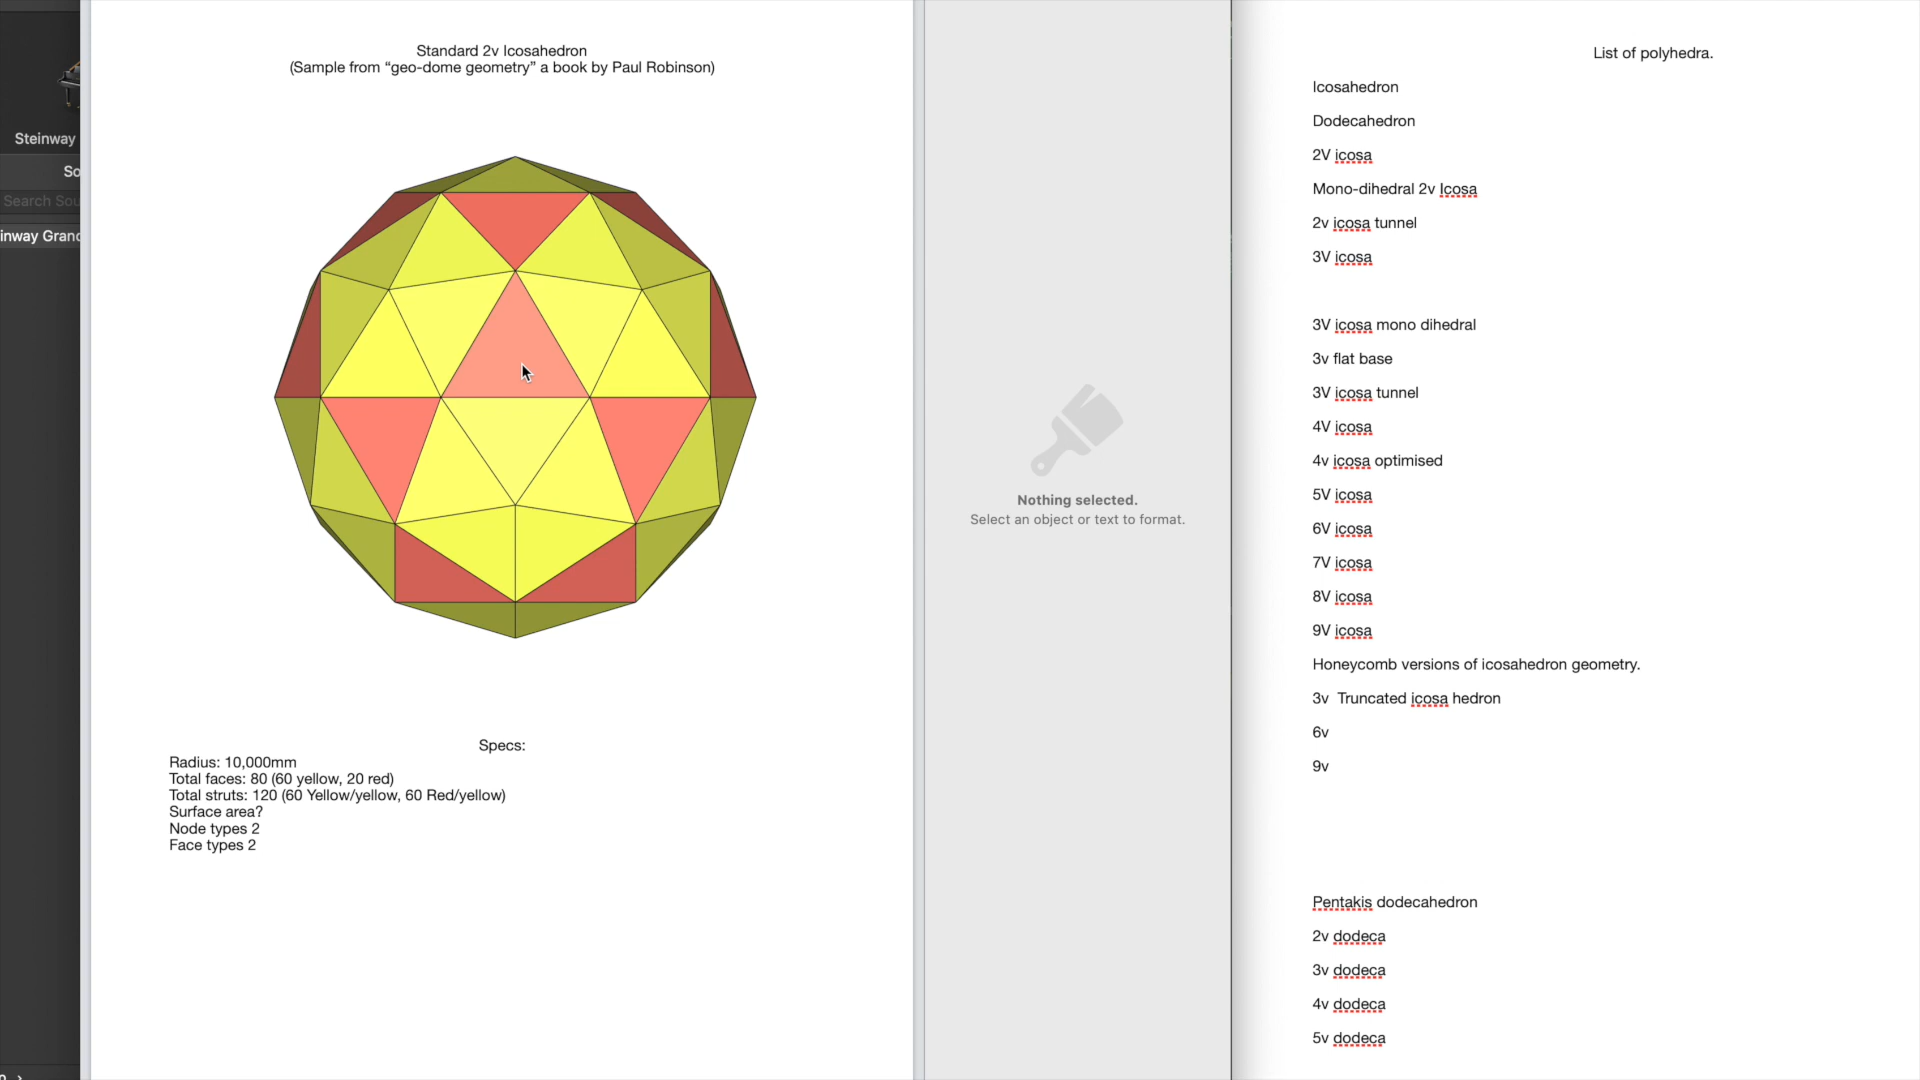 Steinway
So
Search Sou
inway Grand
Standard 2v Icosahedron
(Sample from “geo-dome geometry” a book by Paul Robinson)
Specs:
Radius: 10,000mm
Total faces: 80 (60 yellow, 20 red)
Total struts: 120 (60 Yellow/yellow, 60 Red/yellow)
Surface area?
Node types 2
Face types 2
Nothing selected.
Select an object or text to format.
List of polyhedra.
Icosahedron
Dodecahedron
2V icosa
Mono-dihedral 2v Icosa
2v icosa tunnel
3V icosa
3V icosa mono dihedral
3v flat base
3V icosa tunnel
4V icosa
4v icosa optimised
5V icosa
6V icosa
7V icosa
8V icosa
9V icosa
Honeycomb versions of icosahedron geometry.
3v  Truncated icosa hedron
6v
9v
Pentakis dodecahedron
2v dodeca
3v dodeca
4v dodeca
5v dodeca